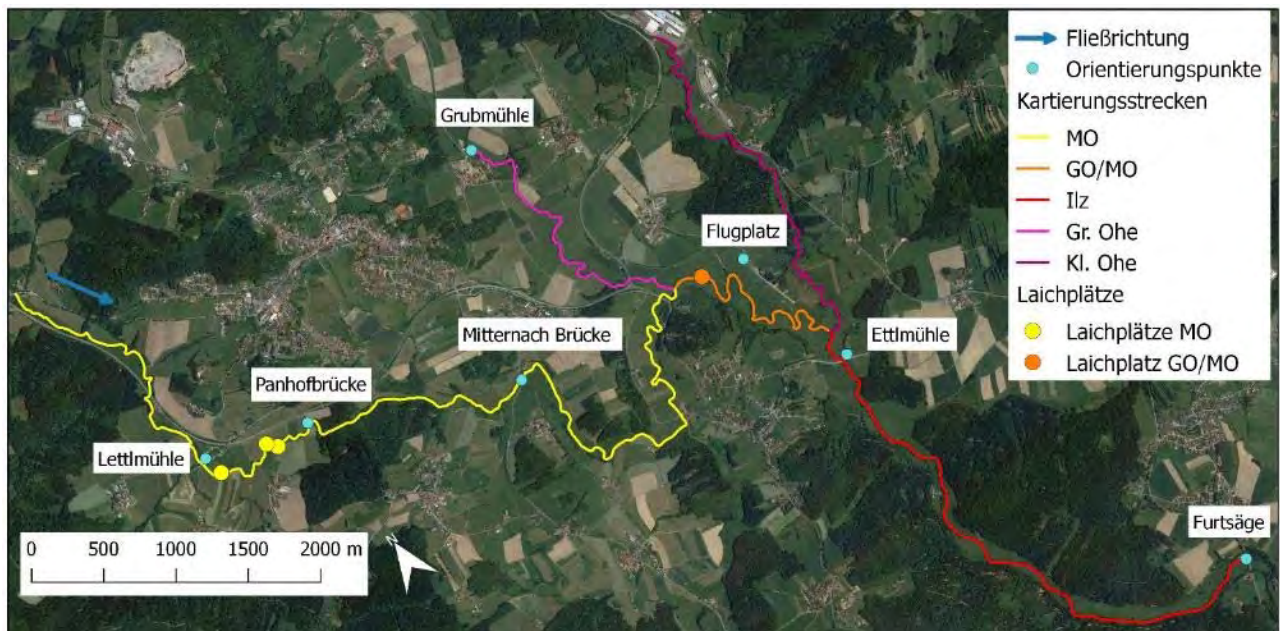 Fließrichtung
Orientierungspunkte
Kartierungsstrecken
MO
GO/MO
Ilz
Gr. Ohe
Kl. Ohe
Laichplätze
Laichplätze MO
Laichplatz GO/MO
Grubmühle
Flugplatz
Mitternach Brücke
Ettlmühle
Panhofbrücke
Lettlmühle
Furtsäge
0 500 1000 1500 2000 m
N